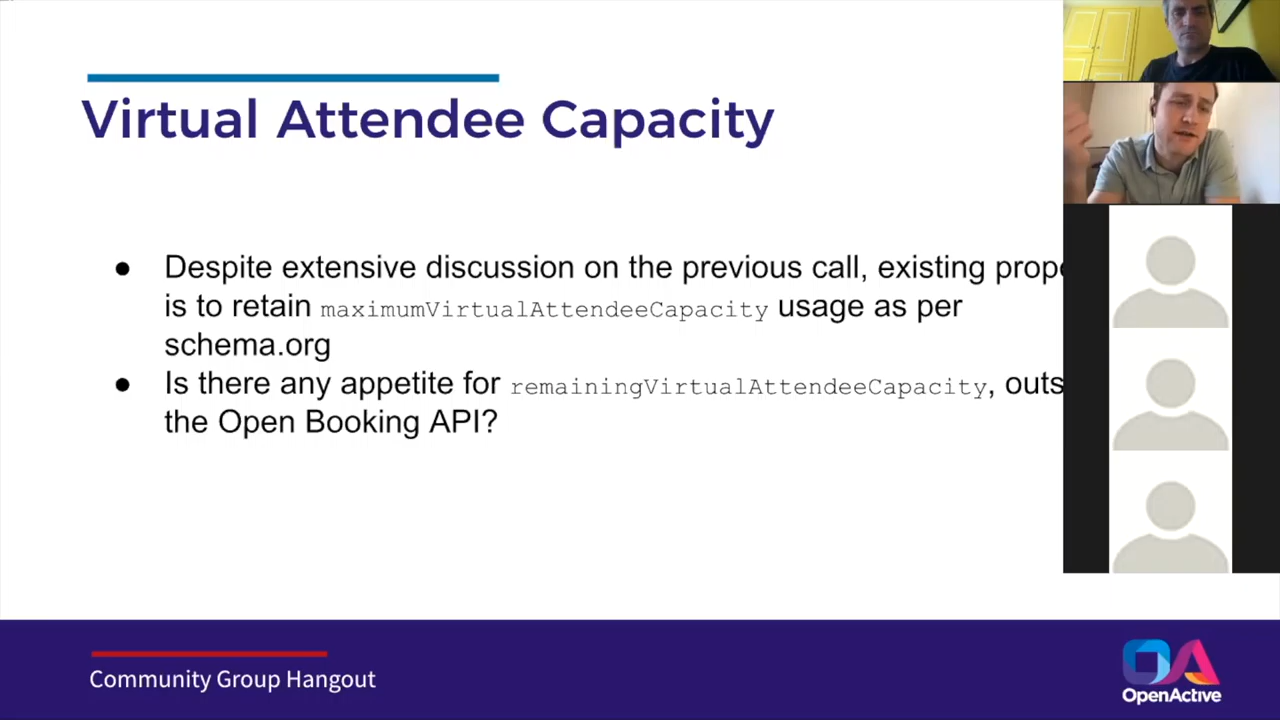 Virtual Attendee Capacity
● Despite extensive discussion on the previous call, existing
is to retain maximumVirtualAttendeeCapacity usage as per
schema.org
● Is there any appetite for remainingVirtualAttendeeCapacity,
the Open Booking API?
Community Group Hangout
OpenActive